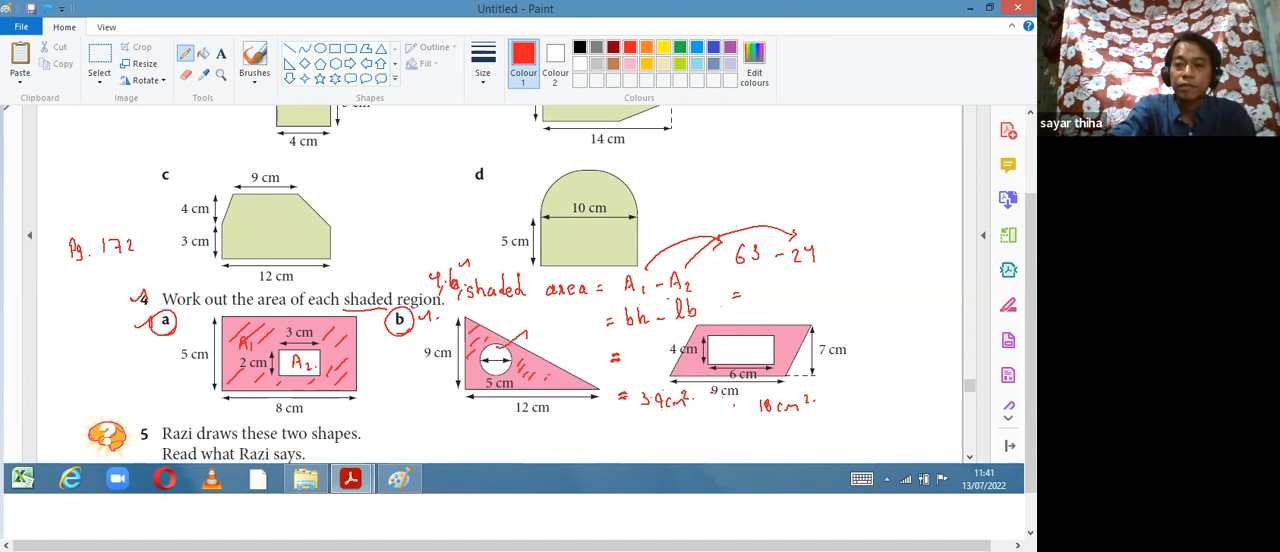 Untitled - Paint
File
Home
View
Paste
Cut
Copy
Clipboard
Select
Crop
Resize
Rotate
Image
A
Tools
Brushes
Shapes
Outline
Fill
Size
Colour 1
Colour 2
Edit colours
Colours
sayar thiha
4 cm
14 cm
c
9 cm
4 cm
3 cm
12 cm
d
10 cm
5 cm
Pg. 172
4 Work out the area of each shaded region.
shaded area = A1 - A2
63 - 24
= bh - lb
=
=
= 34cm².
18 cm².
a
5 cm
A1
3 cm
2 cm
A2
8 cm
b
9 cm
5 cm
12 cm
4 cm
6 cm
9 cm
7 cm
5 Razi draws these two shapes.
Read what Razi says.
11:41
13/07/2022